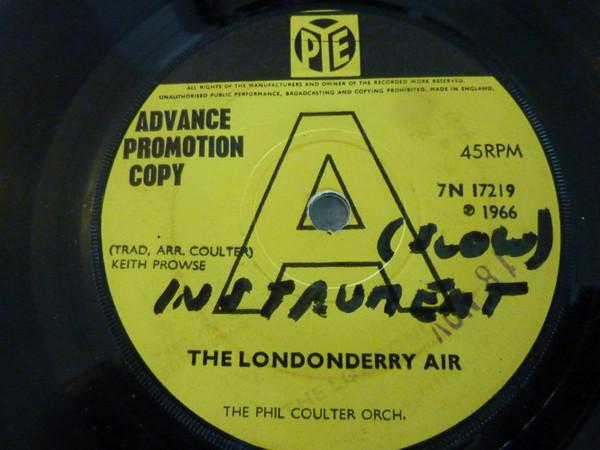 PYE
ALL RIGHTS OF THE MANUFACTURERS AND OWNER OF THE RECORDED WORK RESERVED.
UNAUTHORISED PUBLIC PERFORMANCE, BROADCASTING AND COPYING PROHIBITED. MADE IN ENGLAND.
ADVANCE
PROMOTION
COPY
A
45RPM
7N 17219
℗ 1966
(TRAD, ARR. COULTER)
KEITH PROWSE
(SLOW)
INSTRUMENT
THE LONDONDERRY AIR
THE PHIL COULTER ORCH.